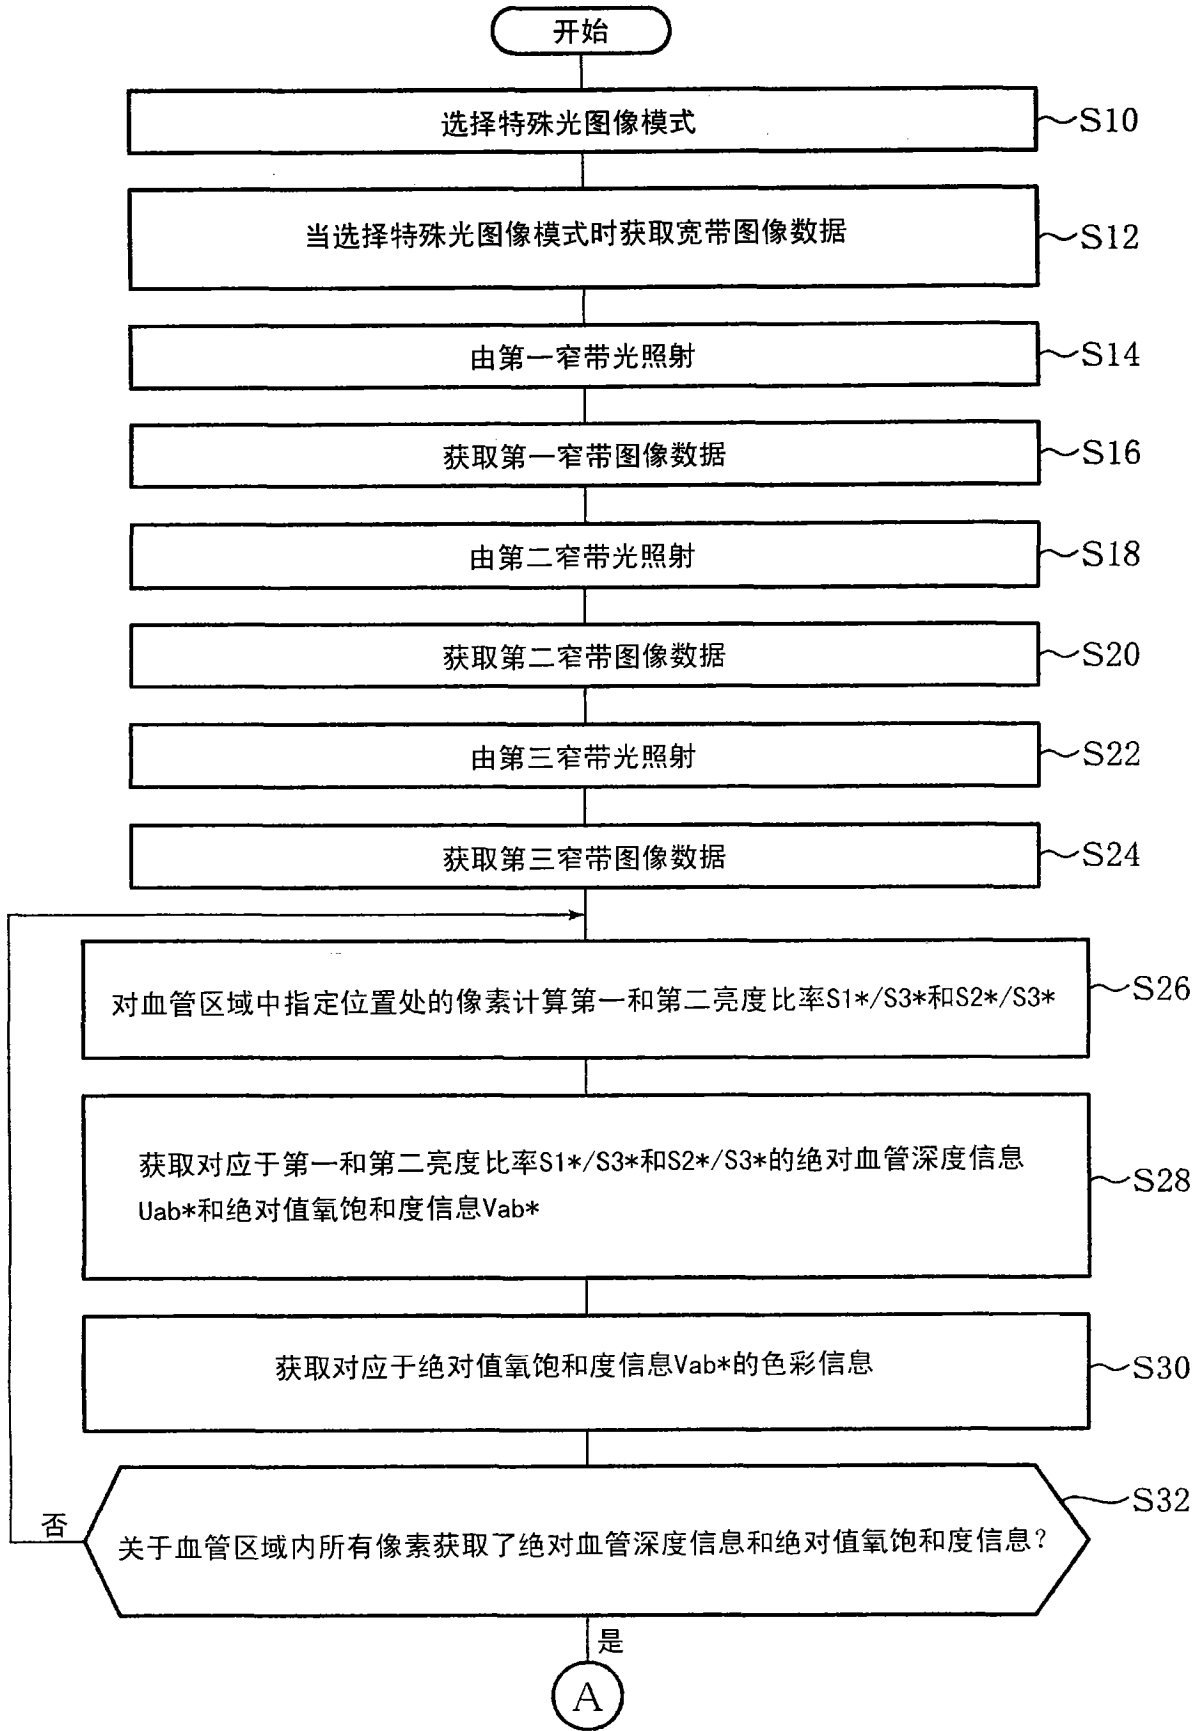 开始
选择特殊光图像模式
S10
当选择特殊光图像模式时获取宽带图像数据
S12
由第一窄带光照射
S14
获取第一窄带图像数据
S16
由第二窄带光照射
S18
获取第二窄带图像数据
S20
由第三窄带光照射
S22
获取第三窄带图像数据
S24
对血管区域中指定位置处的像素计算第一和第二亮度比率S1*/S3*和S2*/S3*
S26
获取对应于第一和第二亮度比率S1*/S3*和S2*/S3*的绝对血管深度信息
Uab*和绝对值氧饱和度信息Vab*
S28
获取对应于绝对值氧饱和度信息Vab*的色彩信息
S30
关于血管区域内所有像素获取了绝对血管深度信息和绝对值氧饱和度信息?
S32
否
是
A